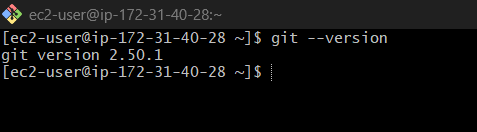 ec2-user@ip-172-31-40-28:~
[ec2-user@ip-172-31-40-28 ~]$ git --version
git version 2.50.1
[ec2-user@ip-172-31-40-28 ~]$